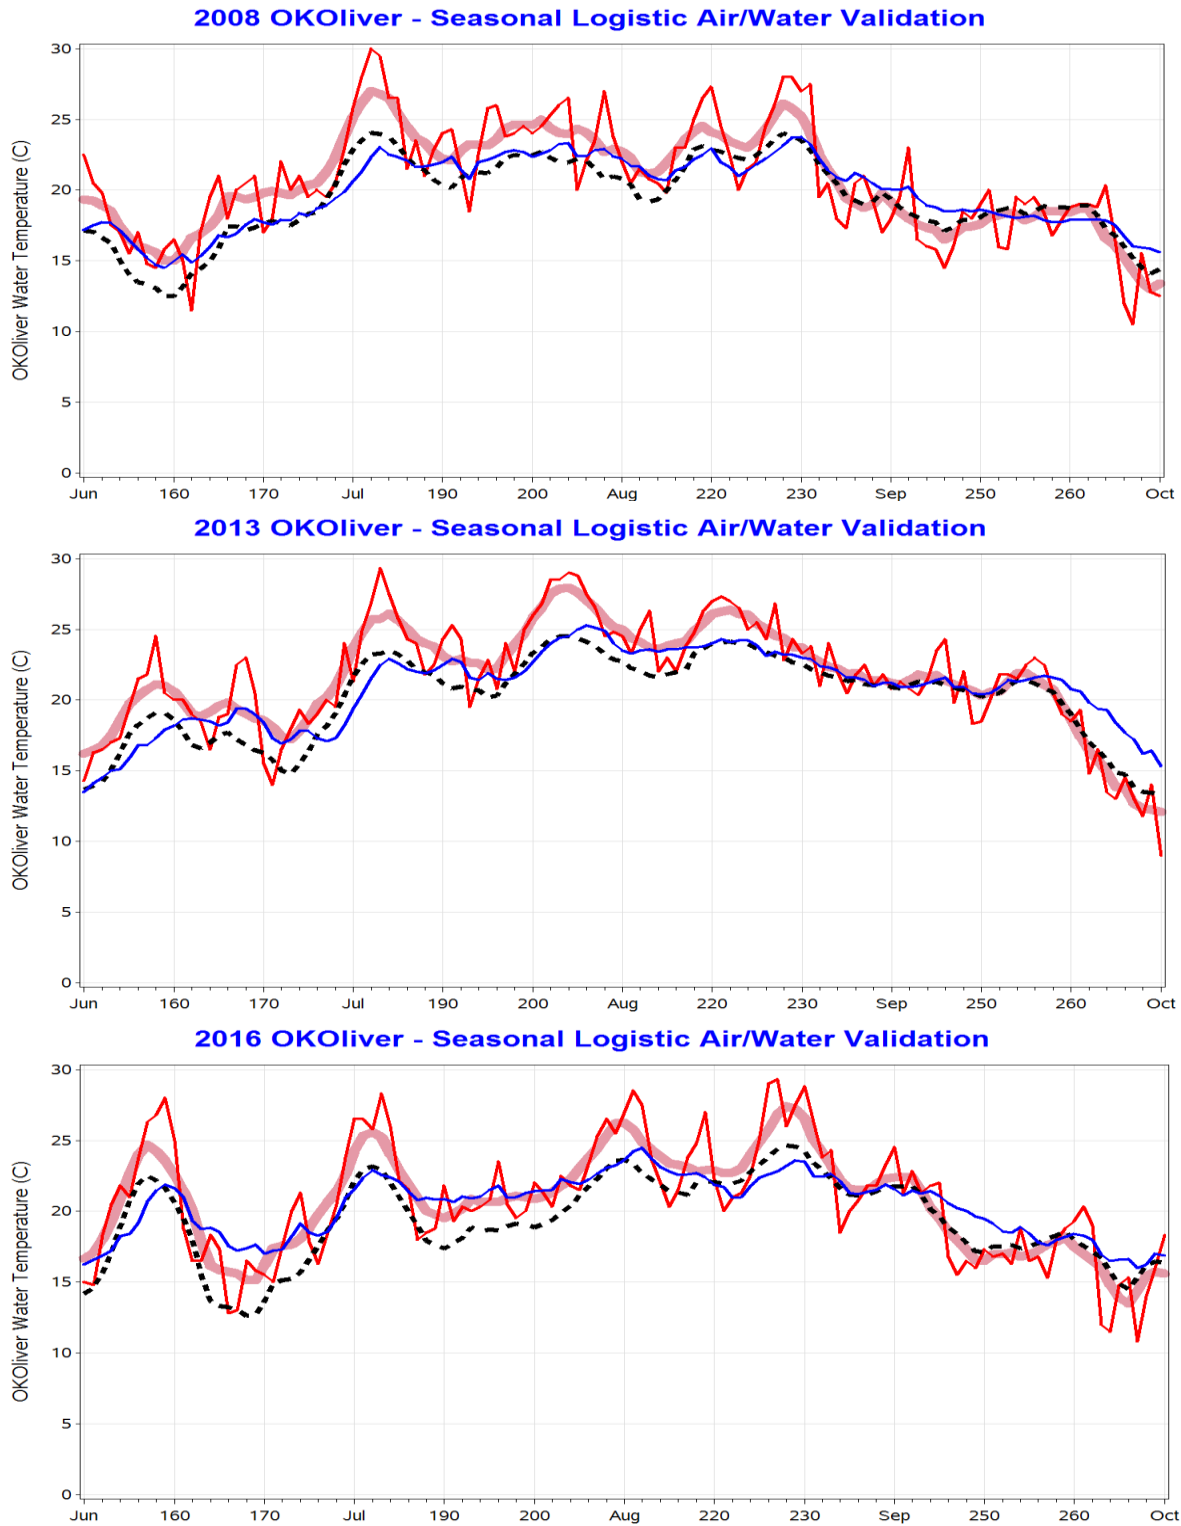 2008 OKOliver - Seasonal Logistic Air/Water Validation
OKOliver Water Temperature (C)
30
25
20
15
10
5
0
Jun 160 170 Jul 190 200 Aug 220 230 Sep 250 260 Oct
2013 OKOliver - Seasonal Logistic Air/Water Validation
OKOliver Water Temperature (C)
30
25
20
15
10
5
0
Jun 160 170 Jul 190 200 Aug 220 230 Sep 250 260 Oct
2016 OKOliver - Seasonal Logistic Air/Water Validation
OKOliver Water Temperature (C)
30
25
20
15
10
5
0
Jun 160 170 Jul 190 200 Aug 220 230 Sep 250 260 Oct